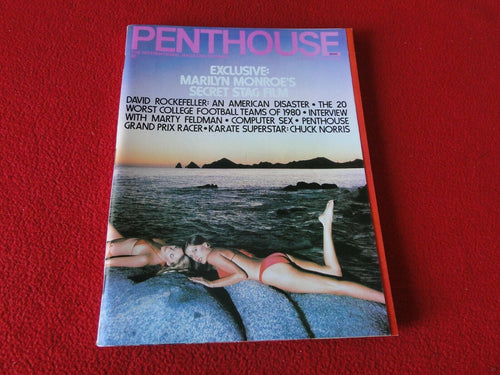 PENTHOUSE
EXCLUSIVE:
MARILYN MONROE'S
SECRET STAG FILM
DAVID ROCKEFELLER: AN AMERICAN DISASTER • THE 20
WORST COLLEGE FOOTBALL TEAMS OF 1980 • INTERVIEW
WITH MARTY FELDMAN • COMPUTER SEX • PENTHOUSE
GRAND PRIX RACER • KARATE SUPERSTAR: CHUCK NORRIS